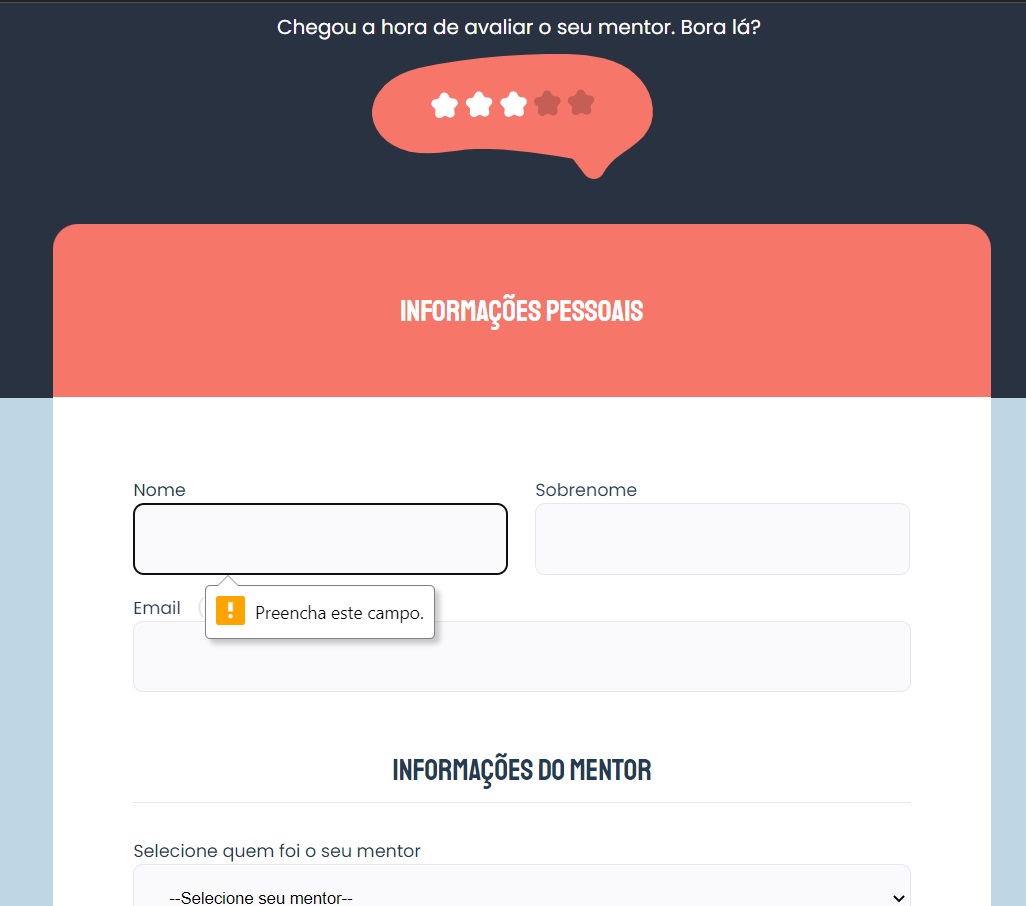 Chegou a hora de avaliar o seu mentor. Bora lá?
INFORMAÇÕES PESSOAIS
Nome
Sobrenome
Preencha este campo.
Email
INFORMAÇÕES DO MENTOR
Selecione quem foi o seu mentor
--Selecione seu mentor--